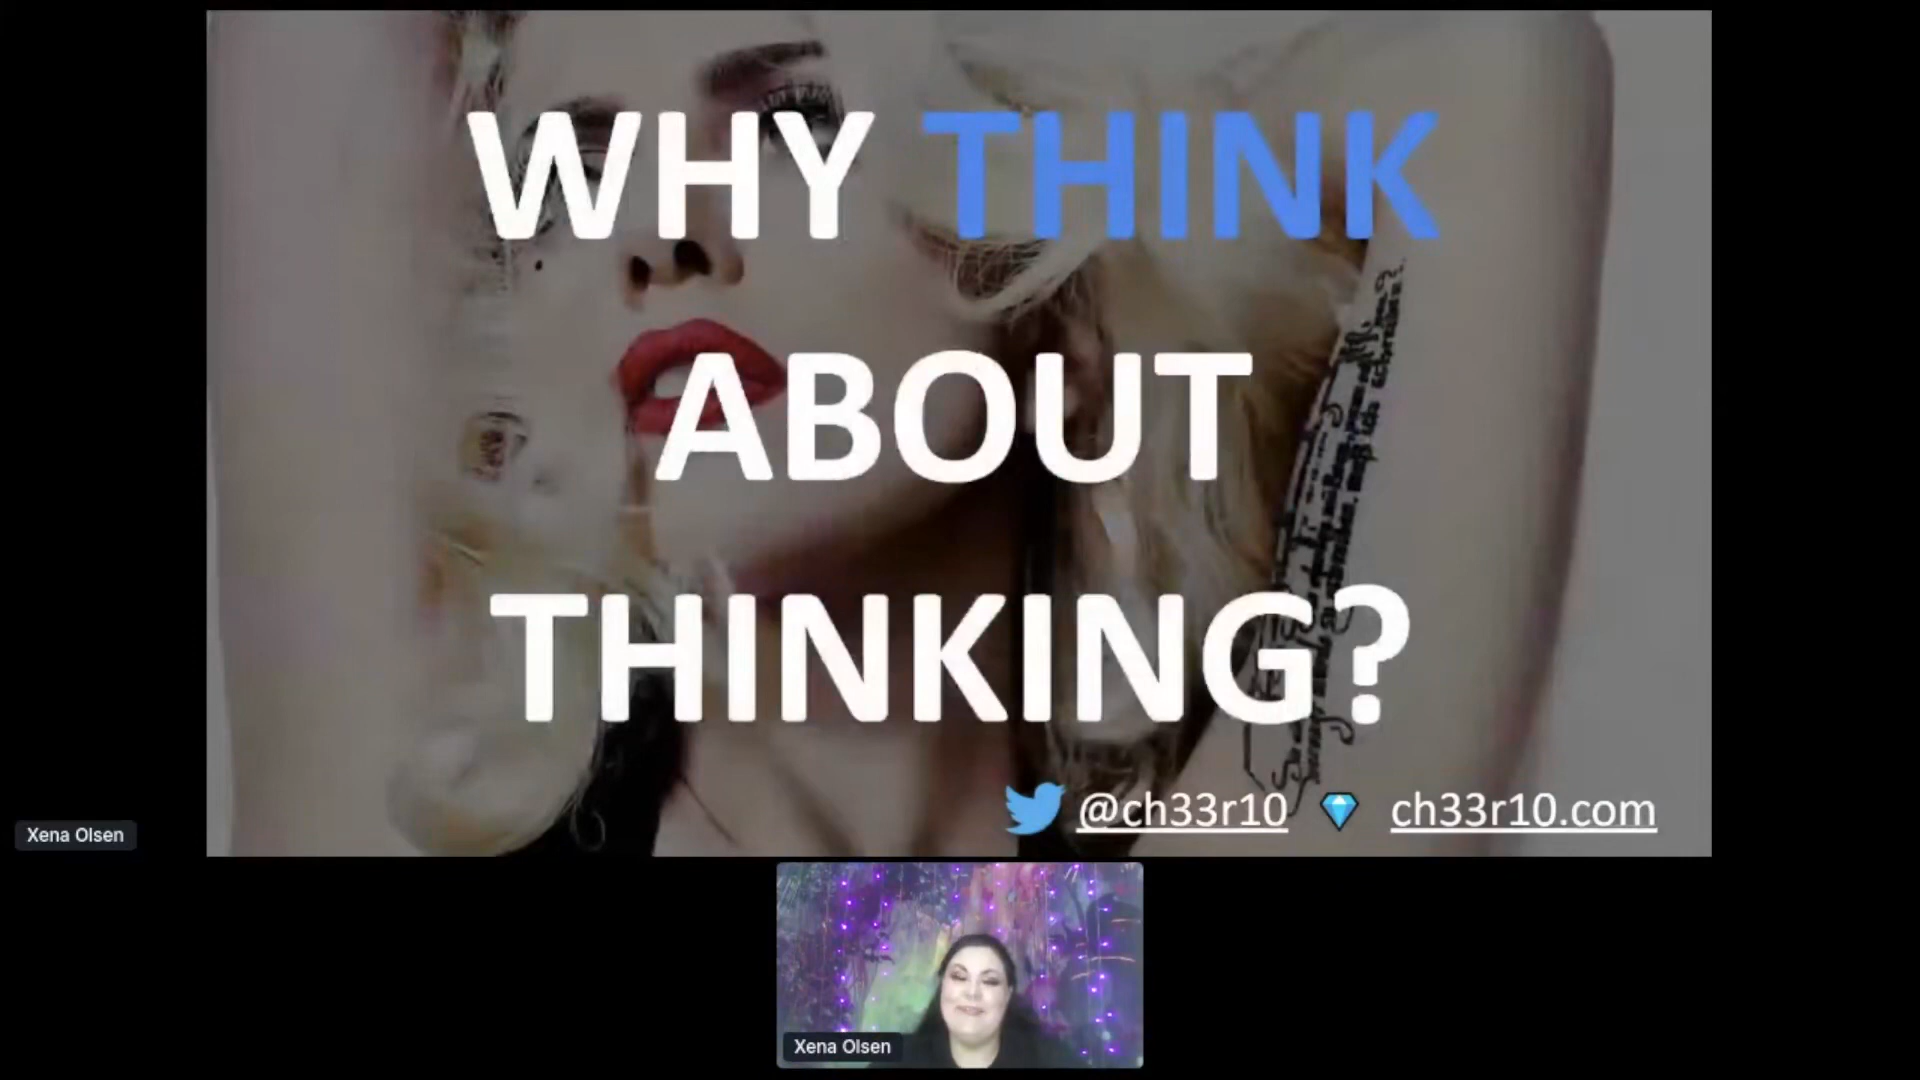 WHY THINK
ABOUT
THINKING?
@ch33r10 ch33r10.com
Xena Olsen
Xena Olsen